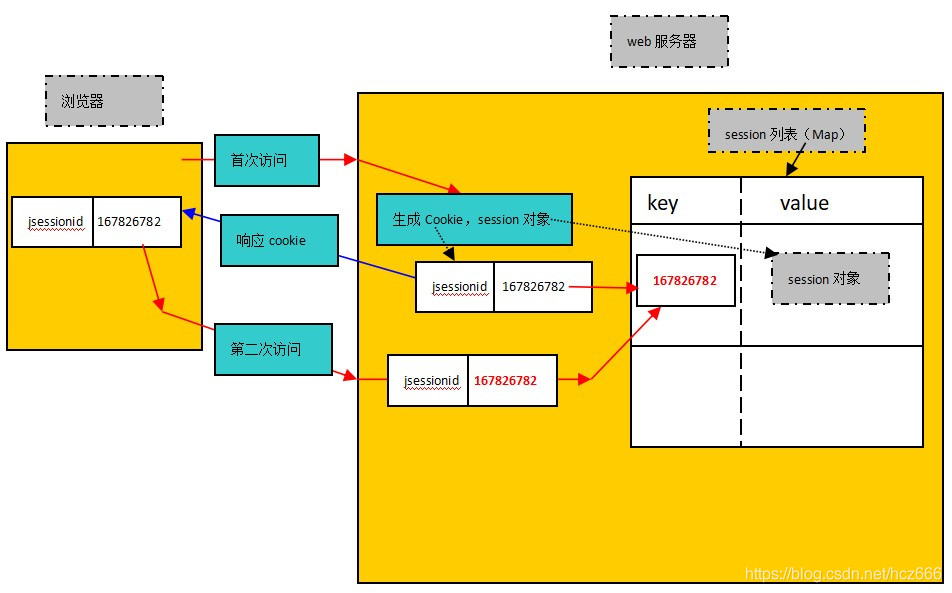 web 服务器
浏览器
session 列表（Map）
首次访问
key
value
jsessionid
167826782
生成 Cookie，session 对象
响应 cookie
jsessionid
167826782
167826782
session 对象
第二次访问
jsessionid
167826782
https://blog.csdn.net/hcz666